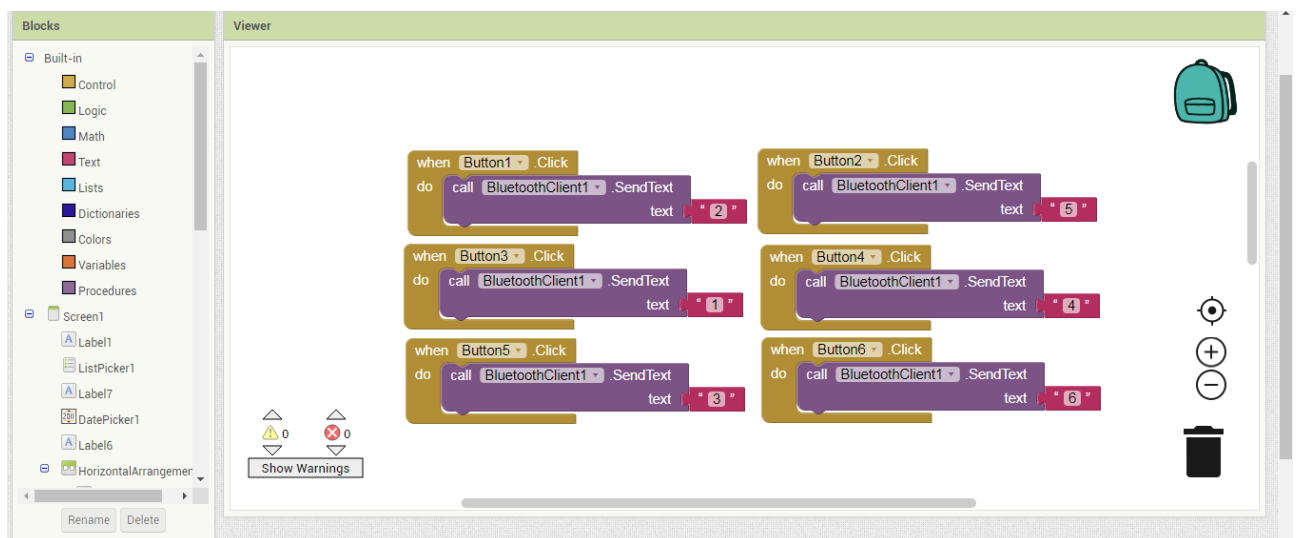 Blocks
Viewer
Built-in
Control
Logic
Math
Text
Lists
Dictionaries
Colors
Variables
Procedures
Screen1
A Label1
ListPicker1
A Label7
DatePicker1
A Label6
HorizontalArrangemen
Rename Delete
when Button1 .Click
do call BluetoothClient1 .SendText
text " 2 "
when Button2 .Click
do call BluetoothClient1 .SendText
text " 5 "
when Button3 .Click
do call BluetoothClient1 .SendText
text " 1 "
when Button4 .Click
do call BluetoothClient1 .SendText
text " 4 "
when Button5 .Click
do call BluetoothClient1 .SendText
text " 3 "
when Button6 .Click
do call BluetoothClient1 .SendText
text " 6 "
0 0
Show Warnings